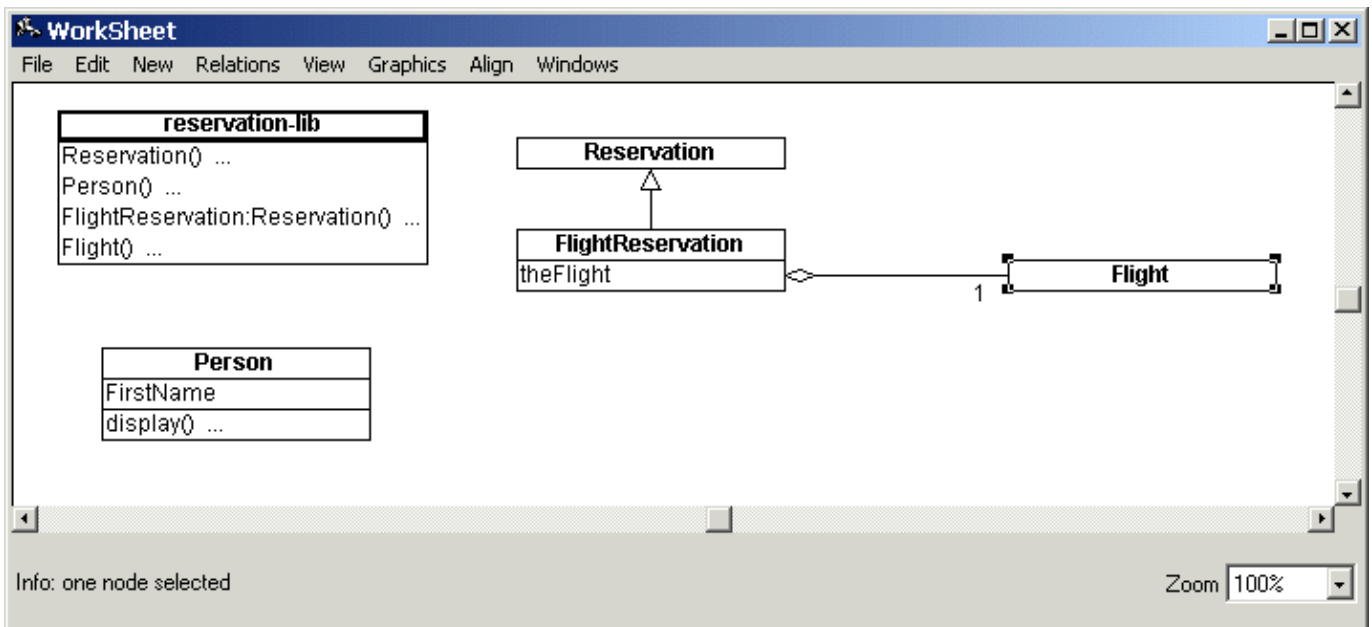 WorkSheet
File Edit New Relations View Graphics Align Windows
reservation-lib
Reservation() ...
Person() ...
FlightReservation:Reservation() ...
Flight() ...
Reservation
FlightReservation
theFlight
1
Flight
Person
FirstName
display() ...
Info: one node selected
Zoom 100%